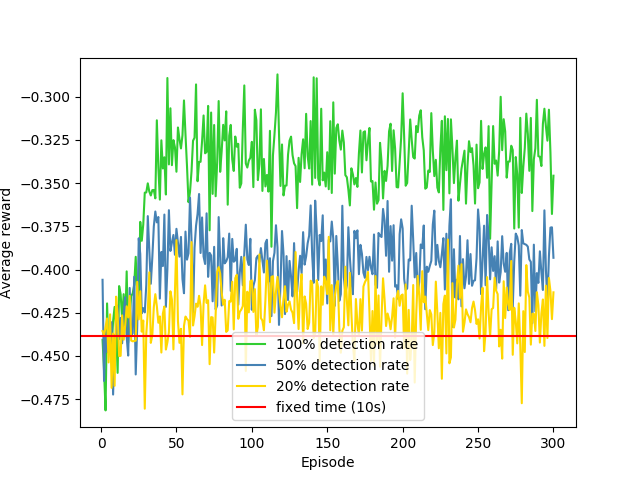 Average reward
−0.300
−0.325
−0.350
−0.375
−0.400
−0.425
−0.450
−0.475
100% detection rate
50% detection rate
20% detection rate
fixed time (10s)
0
50
100
150
200
250
300
Episode